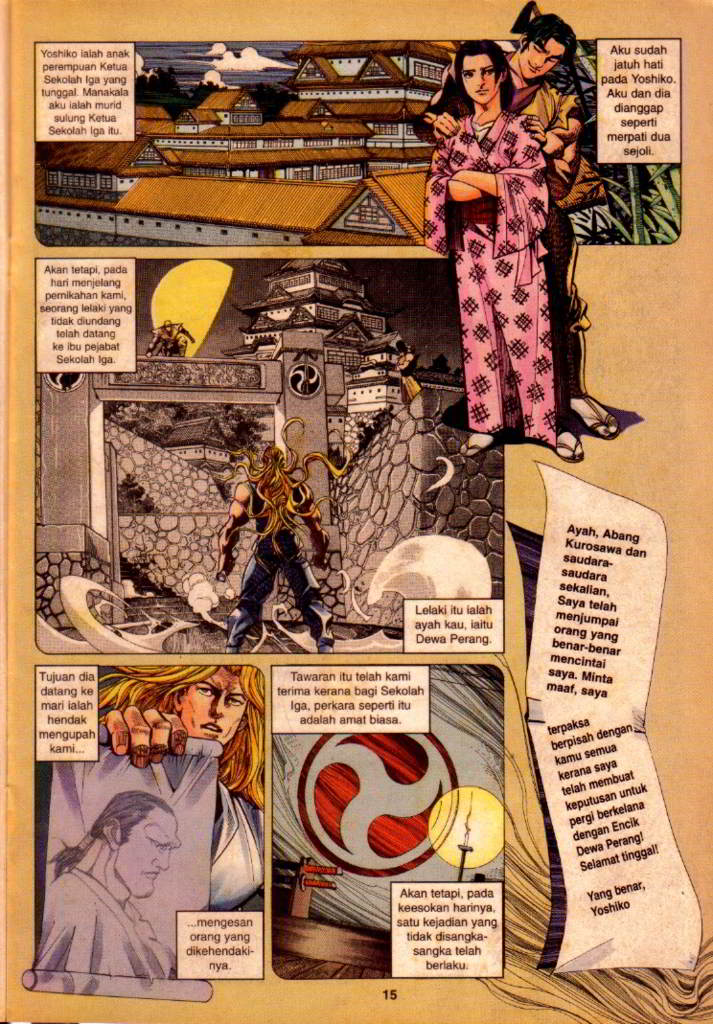 Yoshiko ialah anak
perempuan Ketua
Sekolah Iga yang
tunggal. Manakala
aku ialah murid
sulung Ketua
Sekolah Iga itu.
Aku sudah
jatuh hati
pada Yoshiko.
Aku dan dia
dianggap
seperti
merpati dua
sejoli.
Akan tetapi, pada
hari menjelang
pernikahan kami,
seorang lelaki yang
tidak diundang
telah datang
ke ibu pejabat
Sekolah Iga.
Lelaki itu ialah
ayah kau, iaitu
Dewa Perang.
Tujuan dia
datang ke
mari ialah
hendak
mengupah
kami...
...mengesan
orang yang
dikehendaki-
nya.
Tawaran itu telah kami
terima kerana bagi Sekolah
Iga, perkara seperti itu
adalah amat biasa.
Akan tetapi, pada
keesokan harinya,
satu kejadian yang
tidak disangka-
sangka telah
berlaku.
Ayah, Abang
Kurosawa dan
saudara-
saudara
sekalian,
Saya telah
menjumpai
orang yang
benar-benar
mencintai
saya. Minta
maaf, saya
terpaksa
berpisah dengan
kamu semua
kerana saya
telah membuat
keputusan untuk
pergi berkelana
dengan Encik
Dewa Perang!
Selamat tinggal!
Yang benar,
Yoshiko
15